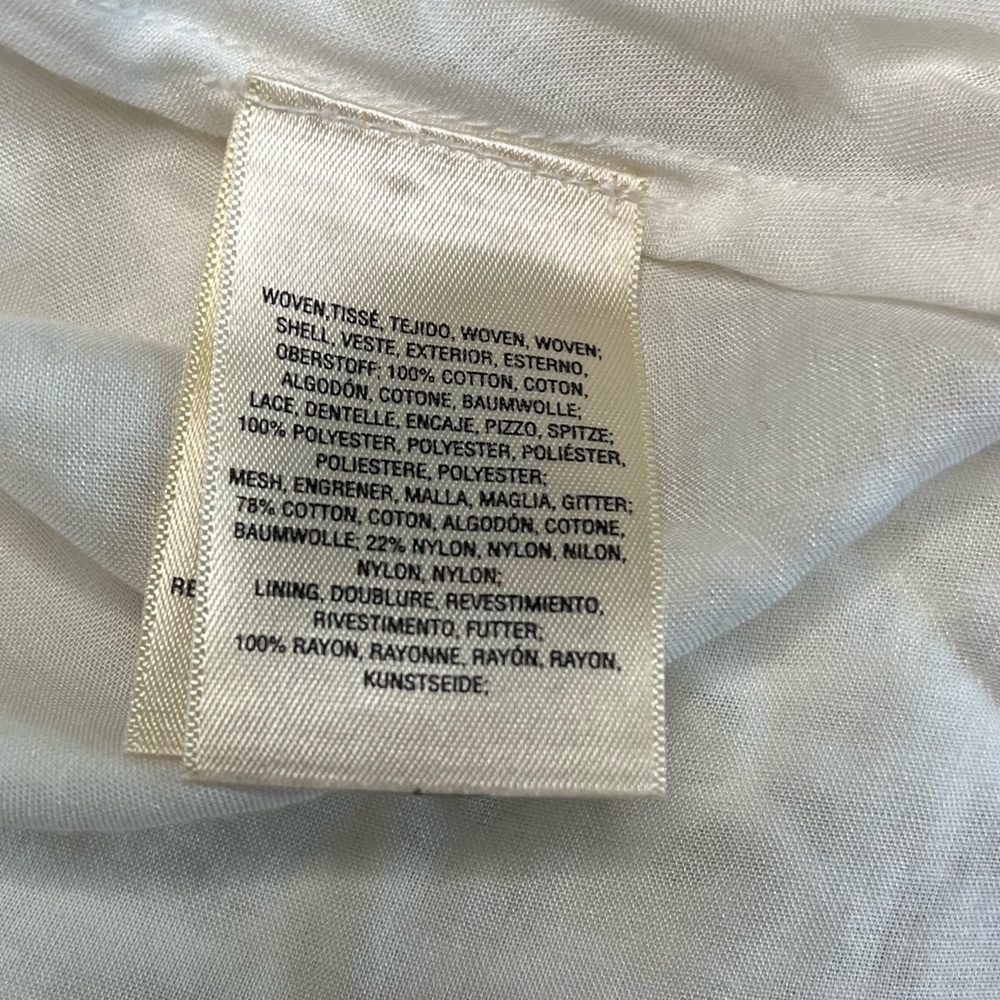 WOVEN,TISSÉ, TEJIDO, WOVEN, WOVEN;
SHELL, VESTE, EXTERIOR, ESTERNO,
OBERSTOFF; 100% COTTON, COTON,
ALGODÓN, COTONE, BAUMWOLLE;
LACE, DENTELLE, ENCAJE, PIZZO, SPITZE;
100% POLYESTER, POLYESTER, POLIÉSTER,
POLIESTERE, POLYESTER;
MESH, ENGRENER, MALLA, MAGLIA, GITTER;
78% COTTON, COTON, ALGODÓN, COTONE,
BAUMWOLLE; 22% NYLON, NYLON, NILON,
NYLON, NYLON;
LINING, DOUBLURE, REVESTIMIENTO,
RIVESTIMENTO, FUTTER;
100% RAYON, RAYONNE, RAYÓN, RAYON,
KUNSTSEIDE;
RE